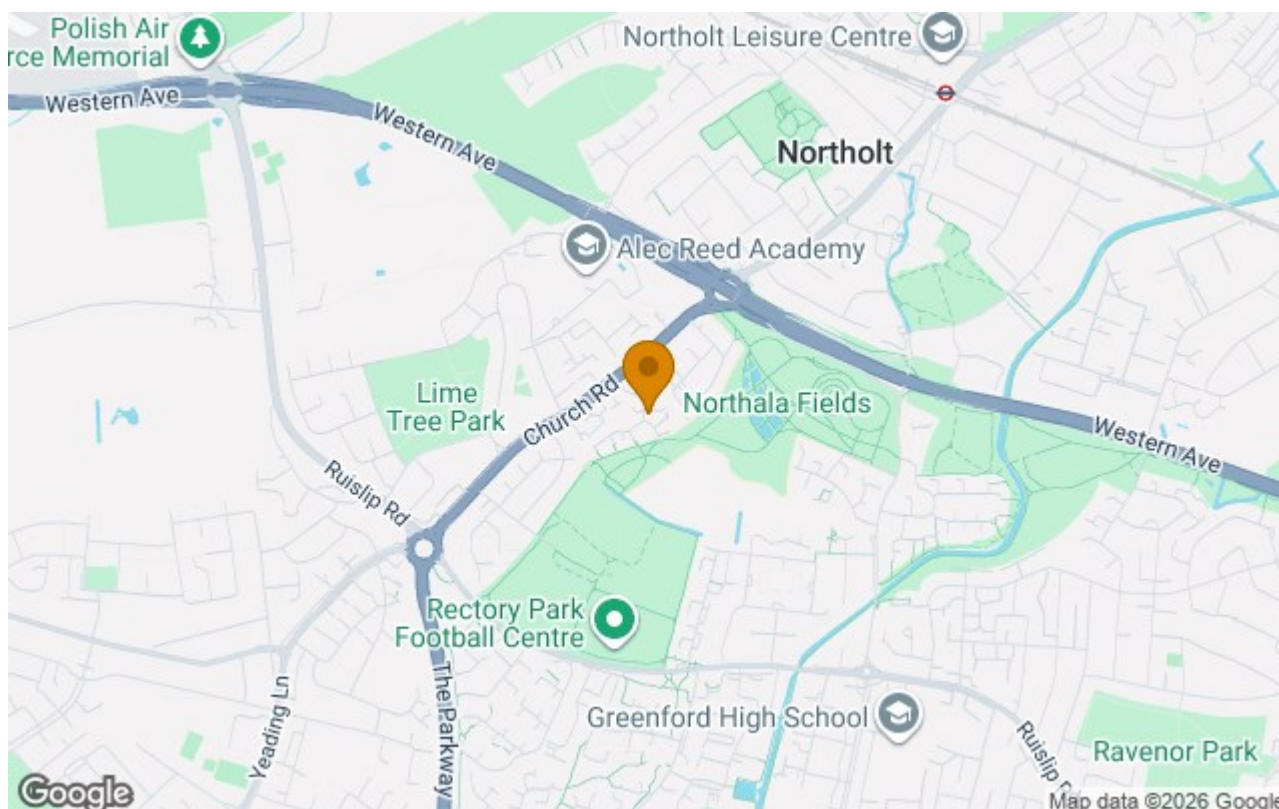 Polish Air
rce Memorial
Northolt Leisure Centre
Western Ave
Western Ave
Northolt
Alec Reed Academy
Lime
Tree Park
Church Rd
Northala Fields
Western Ave
Ruislip Rd
Rectory Park
Football Centre
Yeading Ln
The Parkway
Greenford High School
Ruislip R
Ravenor Park
Google
Map data ©2026 Google